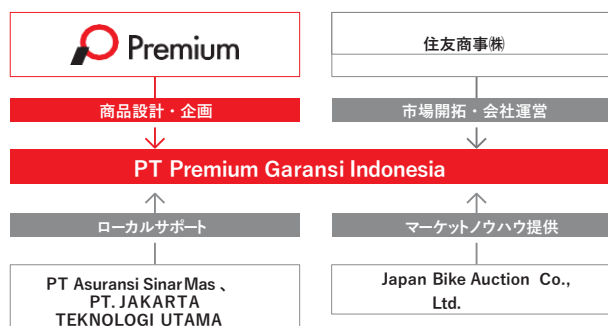 Premium
住友商事㈱
商品設計・企画
市場開拓・会社運営
PT Premium Garansi Indonesia
ローカルサポート
マーケットノウハウ提供
PT Asuransi Sinar Mas 、
PT. JAKARTA
TEKNOLOGI UTAMA
Japan Bike Auction Co.,
Ltd.